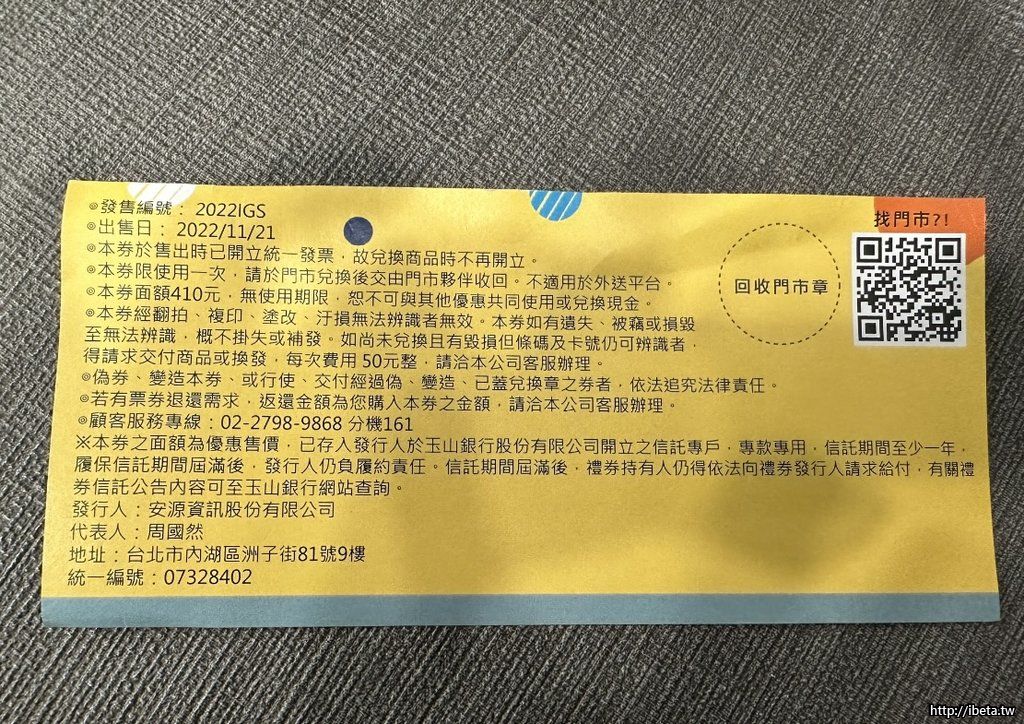 ◎發售編號： 2022IGS
◎出售日： 2022/11/21
◎本券於售出時已開立統一發票，故兌換商品時不再開立。
◎本券限使用一次，請於門市兌換後交由門市夥伴收回。不適用於外送平台。
◎本券面額410元，無使用期限，恕不可與其他優惠共同使用或兌換現金。
◎本券經翻拍、複印、塗改、汙損無法辨識者無效。本券如有遺失、被竊或損毀
至無法辨識，概不掛失或補發。如尚未兌換且有毀損但條碼及卡號仍可辨識者，
得請求交付商品或換發，每次費用 50元整，請洽本公司客服辦理。
◎偽券、變造本券、或行使、交付經過偽、變造、已蓋兌換章之券者，依法追究法律責任。
◎若有票券退還需求，返還金額為您購入本券之金額，請洽本公司客服辦理。
◎顧客服務專線：02-2798-9868 分機161
※本券之面額為優惠售價，已存入發行人於玉山銀行股份有限公司開立之信託專戶，專款專用，信託期間至少一年，
履保信託期間屆滿後，發行人仍負履約責任。信託期間屆滿後，禮券持有人仍得依法向禮券發行人請求給付，有關禮
券信託公告內容可至玉山銀行網站查詢。
發行人：安源資訊股份有限公司
代表人：周國然
地址：台北市內湖區洲子街81號9樓
統一編號：07328402
找門市?!
回收門市章
http://ibeta.tw